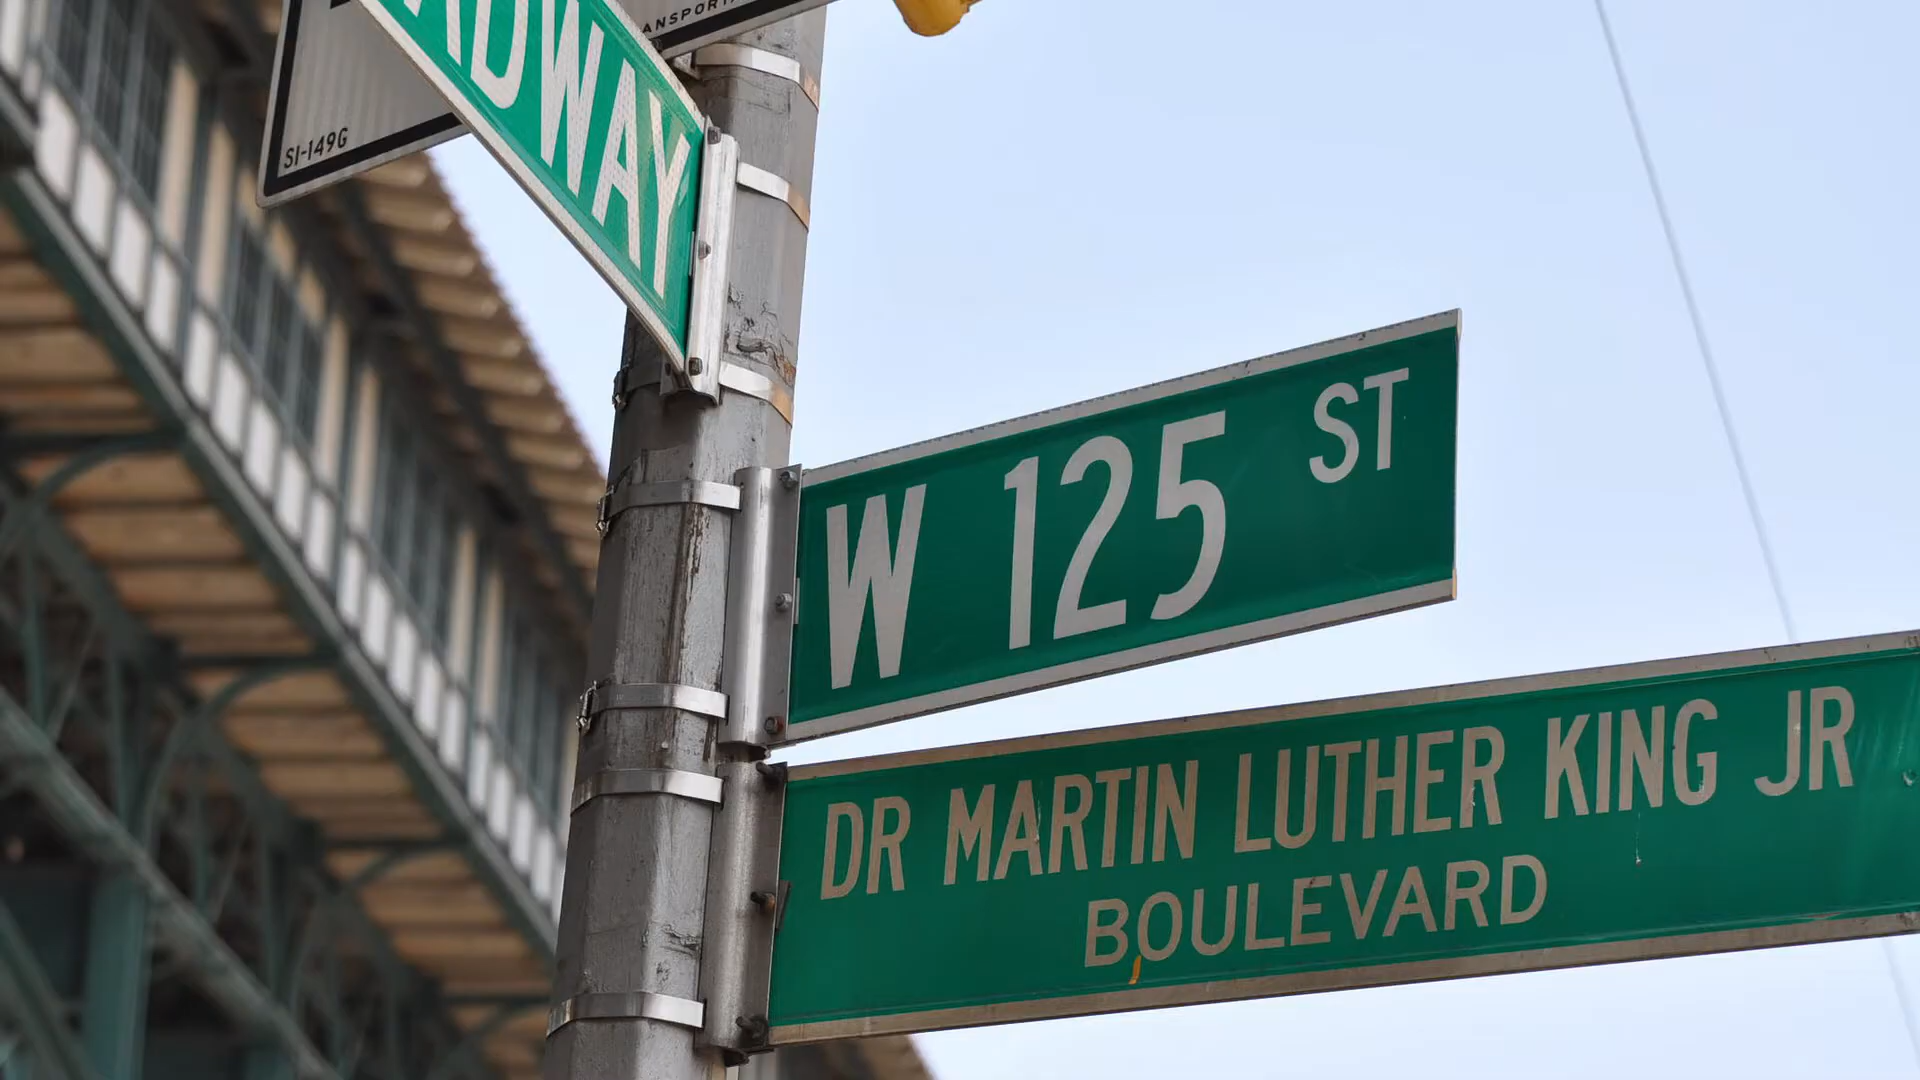 ADWAY
ANSPORT
SI-149G
W 125 ST
DR MARTIN LUTHER KING JR
BOULEVARD